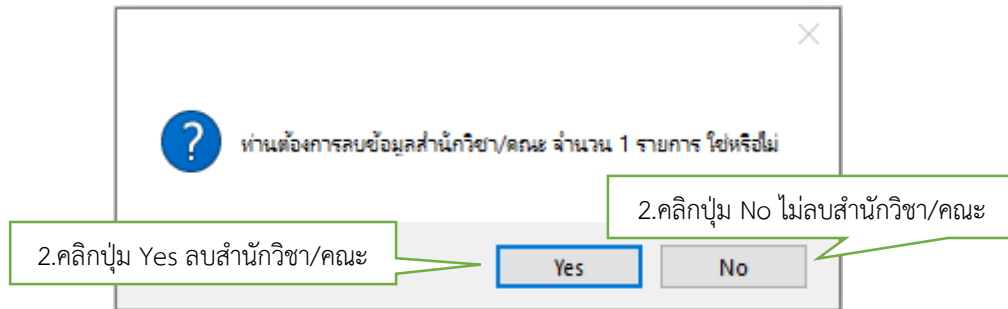 ท่านต้องการลบข้อมูลสำนักวิชา/คณะ จำนวน 1 รายการ ใช่หรือไม่
2.คลิกปุ่ม No ไม่ลบสำนักวิชา/คณะ
2.คลิกปุ่ม Yes ลบสำนักวิชา/คณะ
Yes
No